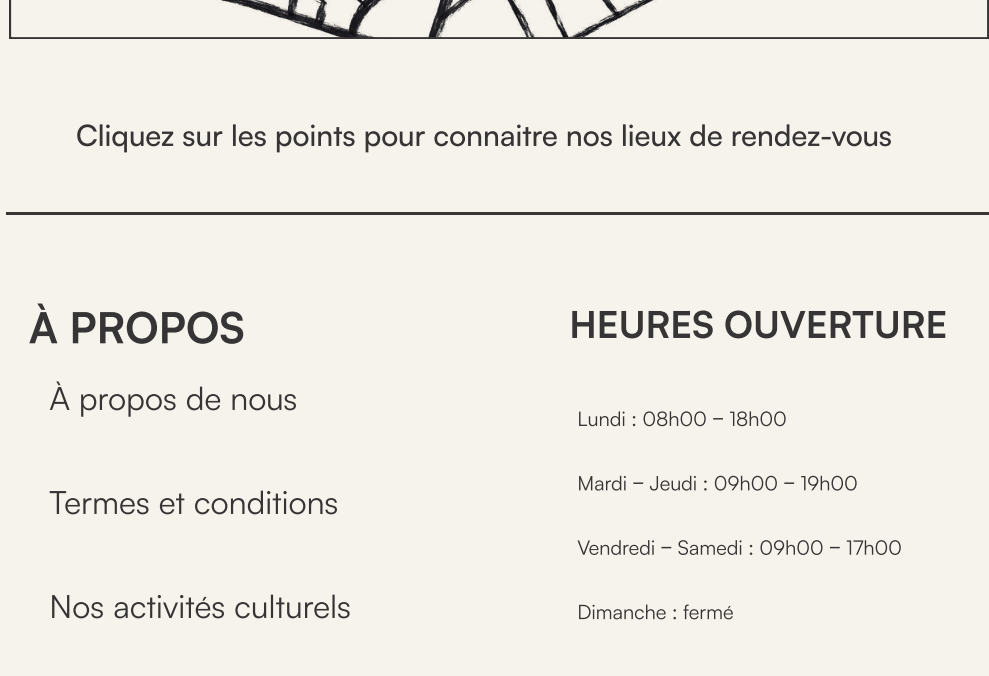 Cliquez sur les points pour connaitre nos lieux de rendez-vous
À PROPOS
À propos de nous
Termes et conditions
Nos activités culturels
HEURES OUVERTURE
Lundi : 08h00 – 18h00
Mardi – Jeudi : 09h00 – 19h00
Vendredi – Samedi : 09h00 – 17h00
Dimanche : fermé